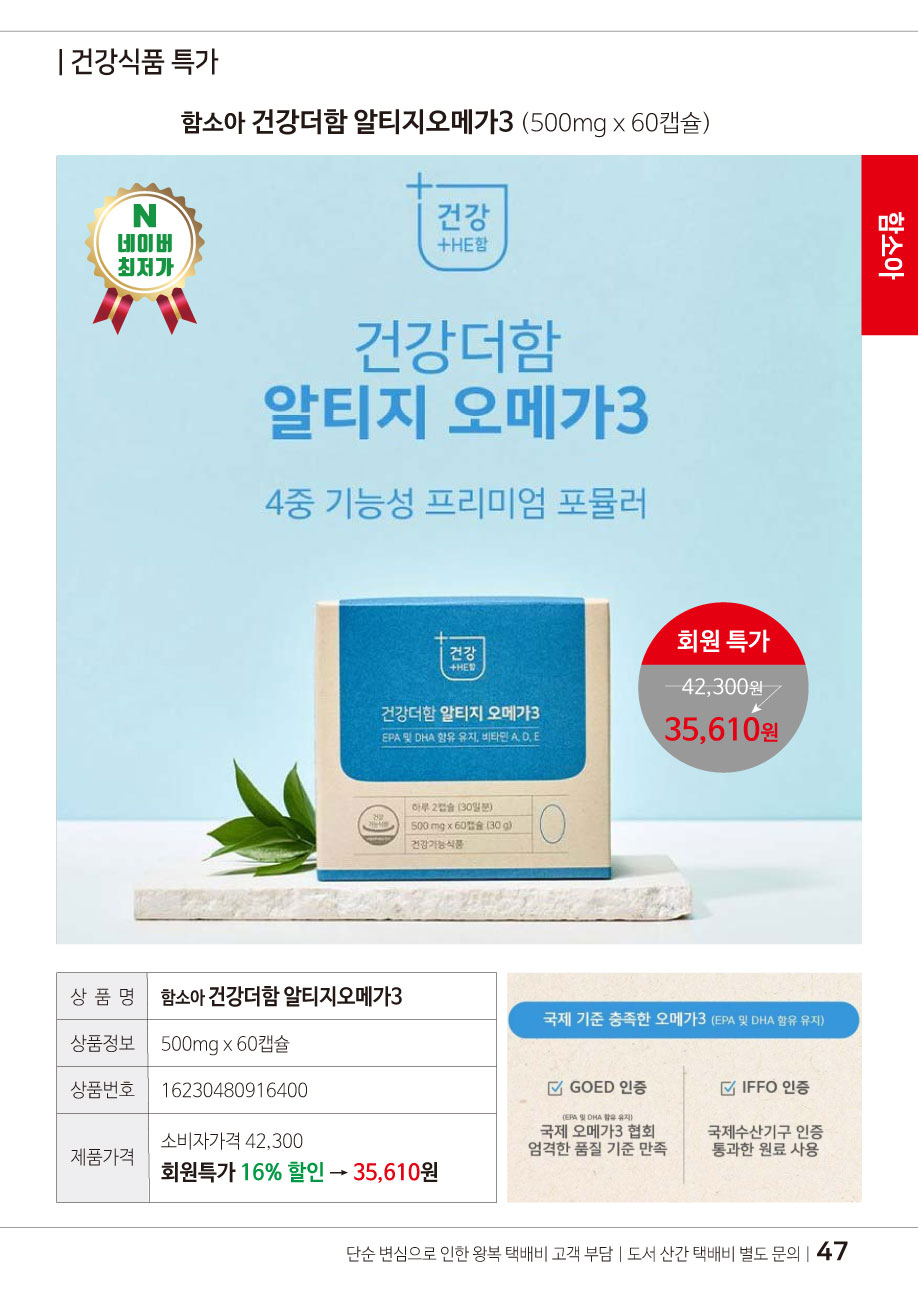 | 건강식품 특가
함소아 건강더함 알티지오메가3 (500mg x 60캡슐)
함소아
N
네이버
최저가
건강
+HE함
건강더함
알티지 오메가3
4중 기능성 프리미엄 포뮬러
건강
+HE함
건강더함 알티지 오메가3
EPA 및 DHA 함유 유지, 비타민 A, D, E
하루 2캡슐 (30일분)
500 mg x 60캡슐 (30 g)
건강기능식품
건강
기능식품
회원 특가
42,300원
35,610원
상 품 명 함소아 건강더함 알티지오메가3
상품정보 500mg x 60캡슐
상품번호 16230480916400
제품가격 소비자가격 42,300
회원특가 16% 할인 → 35,610원
국제 기준 충족한 오메가3 (EPA 및 DHA 함유 유지)
GOED 인증
(EPA 및 DHA 함유 유지)
국제 오메가3 협회
엄격한 품질 기준 만족
IFFO 인증
국제수산기구 인증
통과한 원료 사용
단순 변심으로 인한 왕복 택배비 고객 부담 | 도서 산간 택배비 별도 문의 | 47